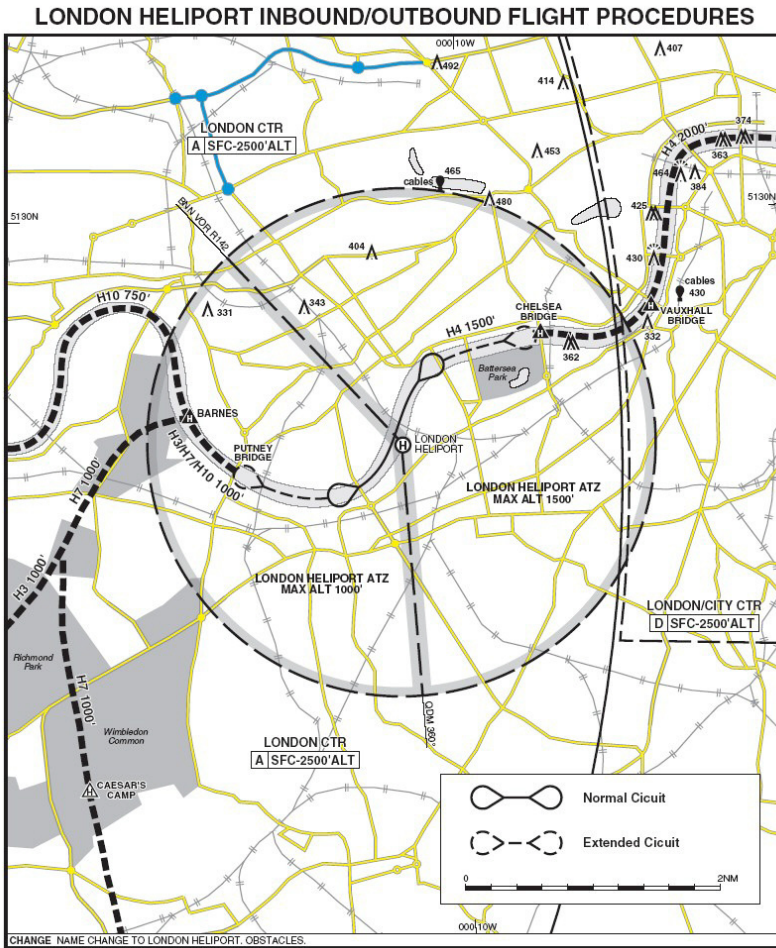 LONDON HELIPORT INBOUND/OUTBOUND FLIGHT PROCEDURES
000|10W
407
492
414
374
LONDON CTR
A SFC-2500'ALT
H4 2000'
363
453
464
384
465
cables
5130N
5130N
BNN VOR R142
480
425
404
430
cables
430
H10 750'
331
343
CHELSEA
BRIDGE
VAUXHALL
BRIDGE
H4 1500'
332
362
Battersea
Park
BARNES
LONDON
HELIPORT
PUTNEY
BRIDGE
H3/H7/H10 1000'
H7 1000'
LONDON HELIPORT ATZ
MAX ALT 1500'
H3 1000'
LONDON HELIPORT ATZ
MAX ALT 1000'
LONDON/CITY CTR
D SFC-2500'ALT
Richmond
Park
H7 1000'
QDM 360°
Wimbledon
Common
LONDON CTR
A SFC-2500'ALT
CAESAR'S
CAMP
Normal Cicuit
Extended Cicuit
0 2NM
000|10W
CHANGE NAME CHANGE TO LONDON HELIPORT. OBSTACLES.